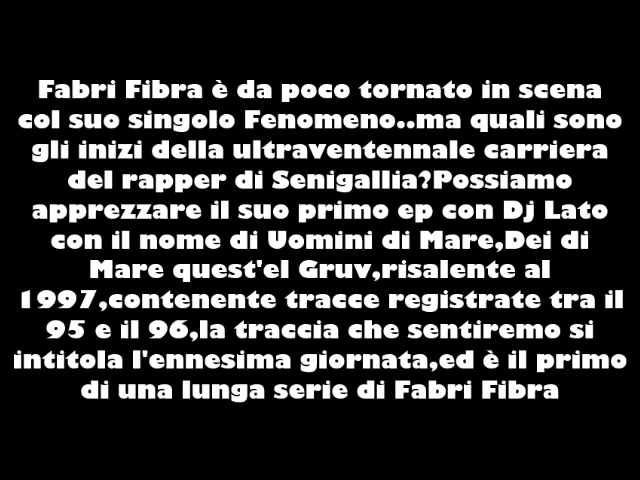 Fabri Fibra è da poco tornato in scena
col suo singolo Fenomeno..ma quali sono
gli inizi della ultraventennale carriera
del rapper di Senigallia?Possiamo
apprezzare il suo primo ep con Dj Lato
con il nome di Uomini di Mare,Dei di
Mare quest'el Gruv,risalente al
1997,contenente tracce registrate tra il
95 e il 96,la traccia che sentiremo si
intitola l'ennesima giornata,ed è il primo
di una lunga serie di Fabri Fibra